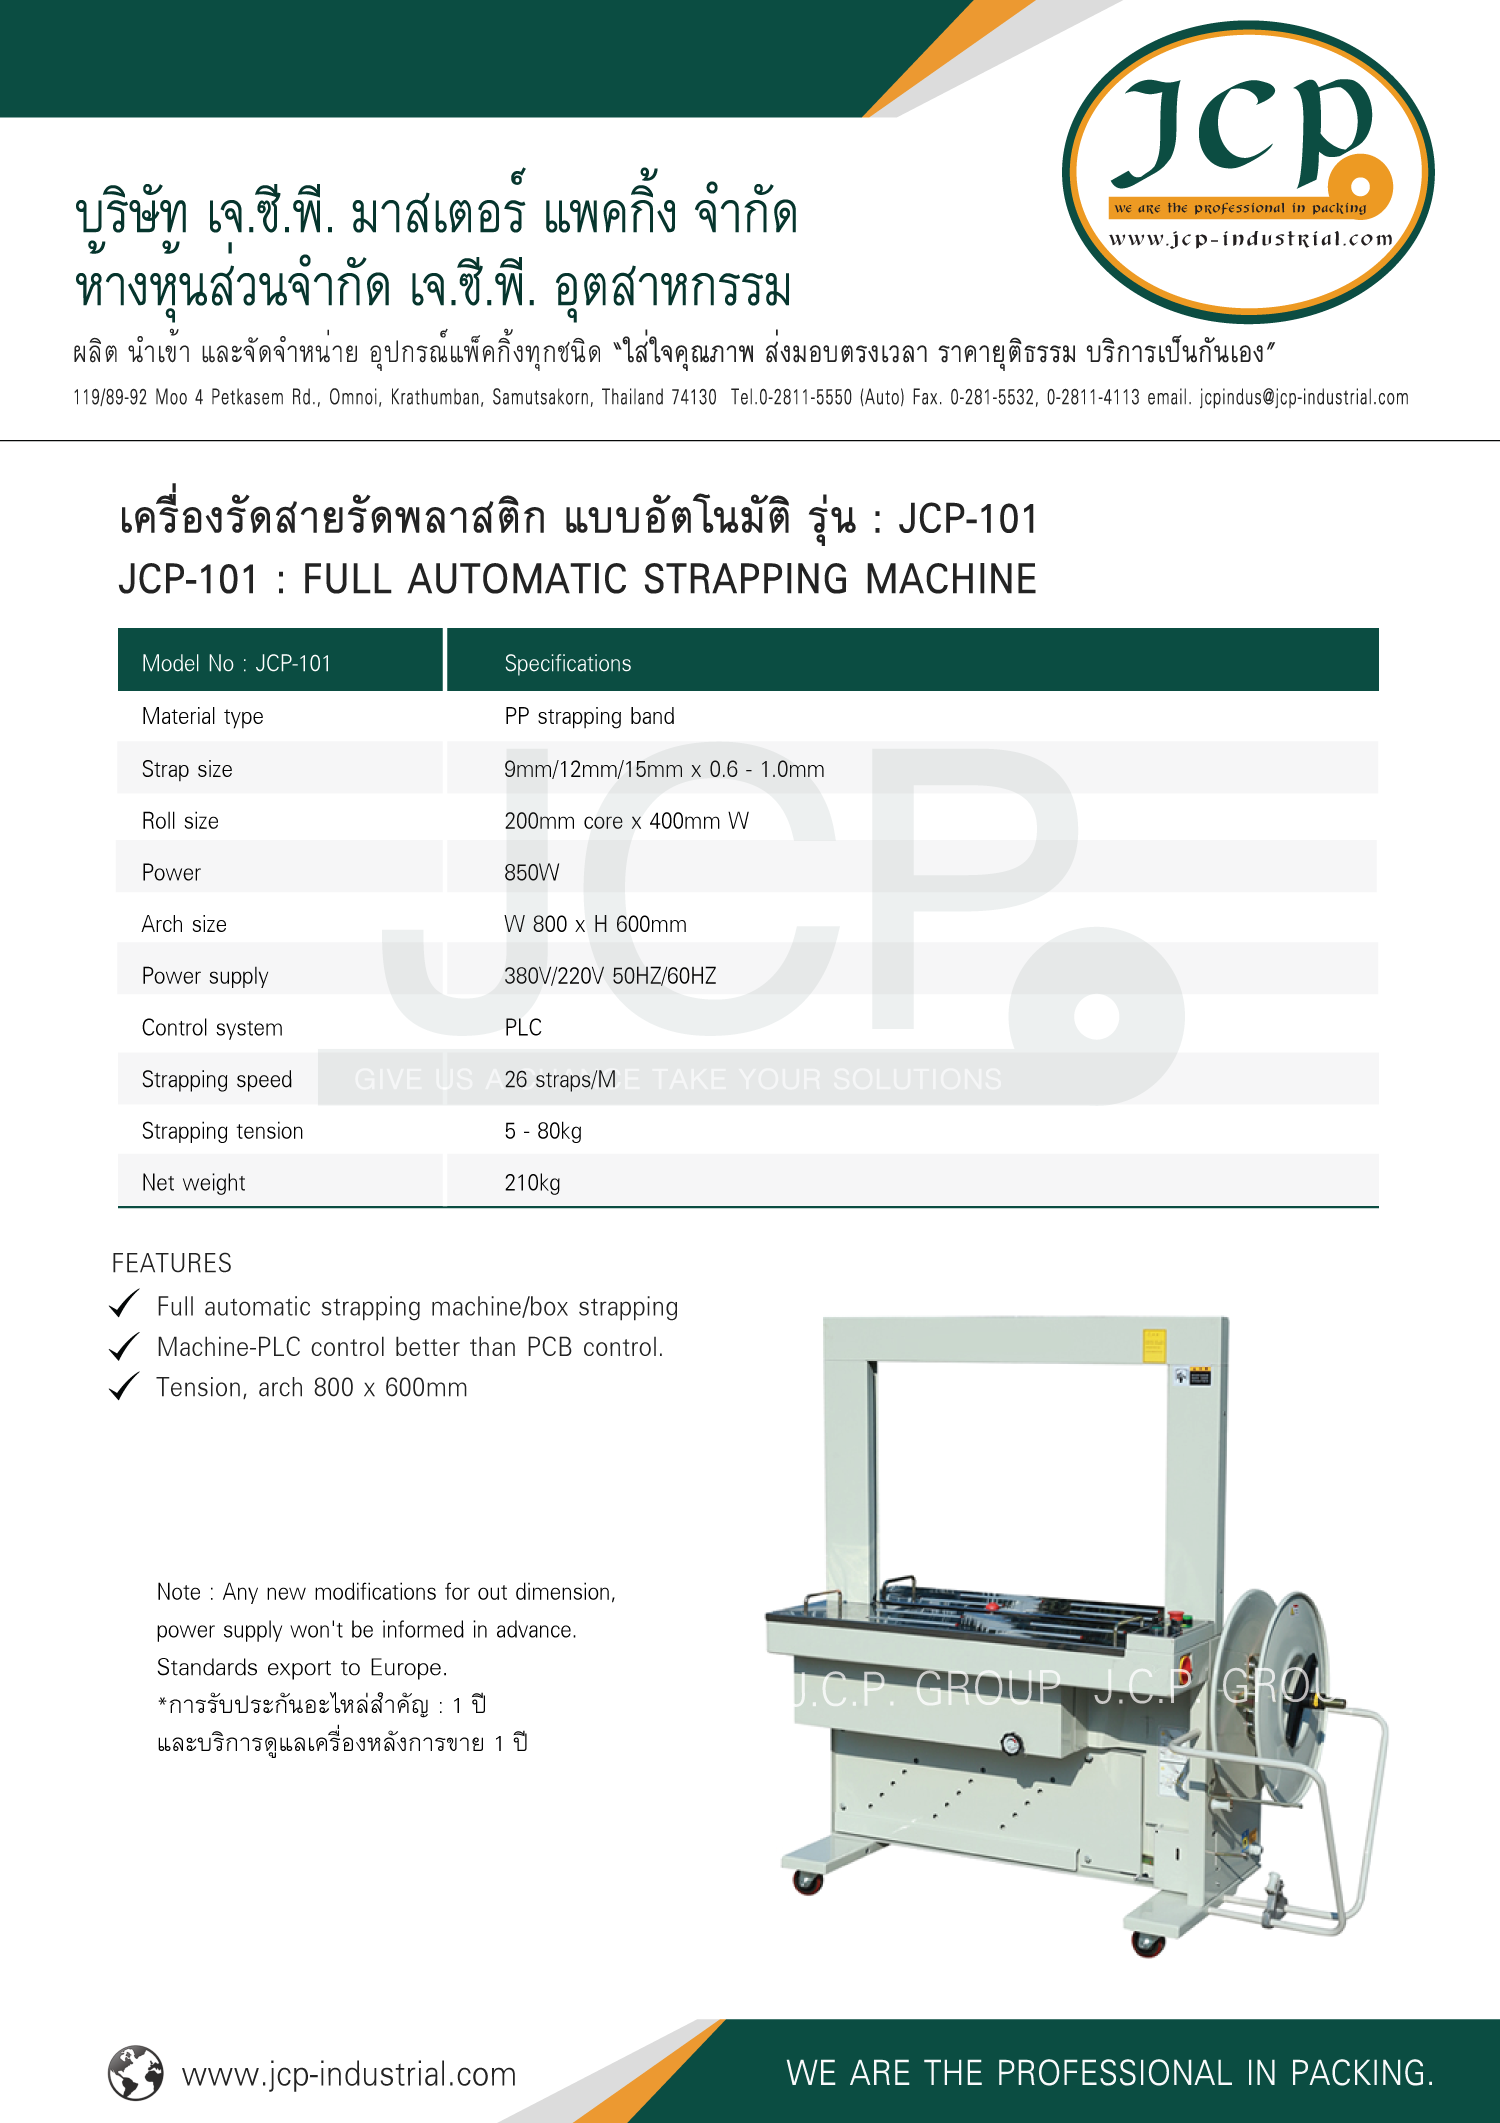 JCP
we are the professional in packing
www.jcp-industrial.com
บริษัท เจ.ซี.พี. มาสเตอร์ แพคกิ้ง จำกัด
ห้างหุ้นส่วนจำกัด เจ.ซี.พี. อุตสาหกรรม
ผลิต นำเข้า และจัดจำหน่าย อุปกรณ์แพ็คกิ้งทุกชนิด “ใส่ใจคุณภาพ ส่งมอบตรงเวลา ราคายุติธรรม บริการเป็นกันเอง”
119/89-92 Moo 4 Petkasem Rd., Omnoi, Krathumban, Samutsakorn, Thailand 74130 Tel.0-2811-5550 (Auto) Fax. 0-281-5532, 0-2811-4113 email. jcpindus@jcp-industrial.com
เครื่องรัดสายรัดพลาสติก แบบอัตโนมัติ รุ่น : JCP-101
JCP-101 : FULL AUTOMATIC STRAPPING MACHINE
Model No : JCP-101 Specifications
Material type PP strapping band
Strap size 9mm/12mm/15mm x 0.6 - 1.0mm
Roll size 200mm core x 400mm W
Power 850W
Arch size W 800 x H 600mm
Power supply 380V/220V 50HZ/60HZ
Control system PLC
Strapping speed 26 straps/M
Strapping tension 5 - 80kg
Net weight 210kg
JCP
GIVE US A CHANCE TAKE YOUR SOLUTIONS
FEATURES
Full automatic strapping machine/box strapping
Machine-PLC control better than PCB control.
Tension, arch 800 x 600mm
Note : Any new modifications for out dimension,
power supply won't be informed in advance.
Standards export to Europe.
*การรับประกันอะไหล่สำคัญ : 1 ปี
และบริการดูแลเครื่องหลังการขาย 1 ปี
J.C.P. GROUP J.C.P. GROU
www.jcp-industrial.com
WE ARE THE PROFESSIONAL IN PACKING.